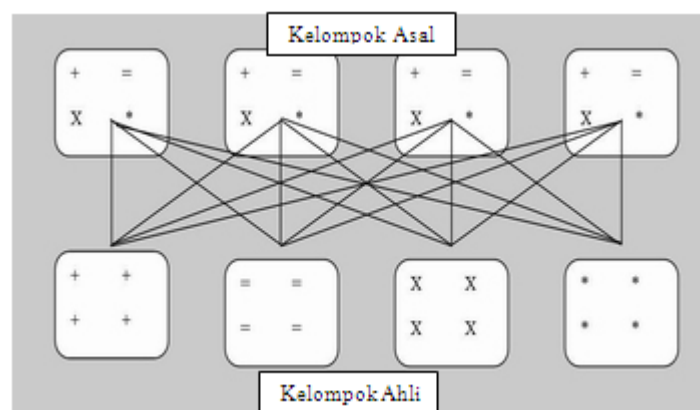 Kelompok Asal
+ = + = + = + =
X * X * X * X *
+ + = = X X * *
+ + = = X X * *
Kelompok Ahli